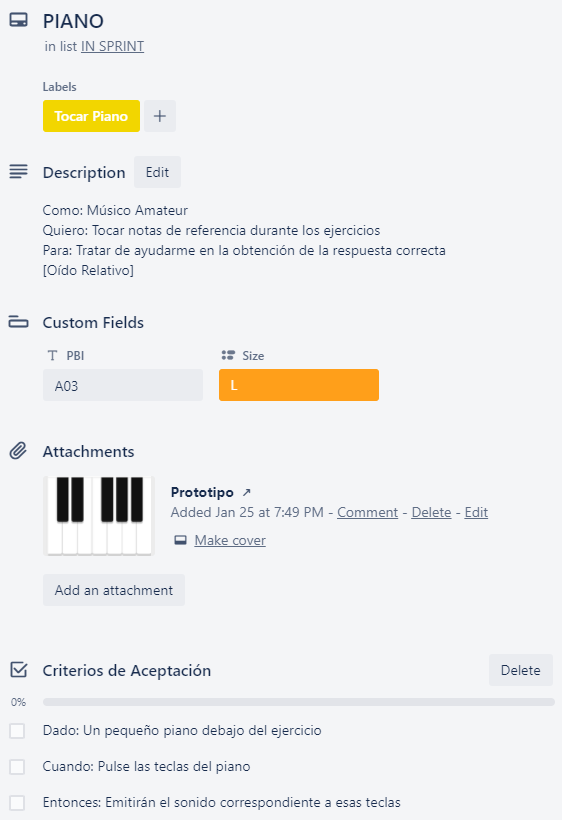 PIANO
in list IN SPRINT
Labels
Tocar Piano
Description Edit
Como: Músico Amateur
Quiero: Tocar notas de referencia durante los ejercicios
Para: Tratar de ayudarme en la obtención de la respuesta correcta
[Oído Relativo]
Custom Fields
PBI Size
A03 L
Attachments
Prototipo ↗
Added Jan 25 at 7:49 PM - Comment - Delete - Edit
Make cover
Add an attachment
Criterios de Aceptación Delete
0%
Dado: Un pequeño piano debajo del ejercicio
Cuando: Pulse las teclas del piano
Entonces: Emitirán el sonido correspondiente a esas teclas